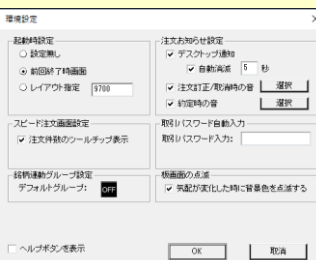 環境設定
起動時設定
設定無し
前回終了時画面
レイアウト指定 9700
スピード注文画面設定
注文件数のツールチップ表示
銘柄連動グループ設定
デフォルトグループ: OFF
ヘルプボタンを表示
注文お知らせ設定
デスクトップ通知
自動消滅 5 秒
注文訂正/取消時の音 選択
約定時の音 選択
取引パスワード自動入力
取引パスワード入力:
板画面の点滅
気配が変化した時に背景色を点滅する
OK 取消